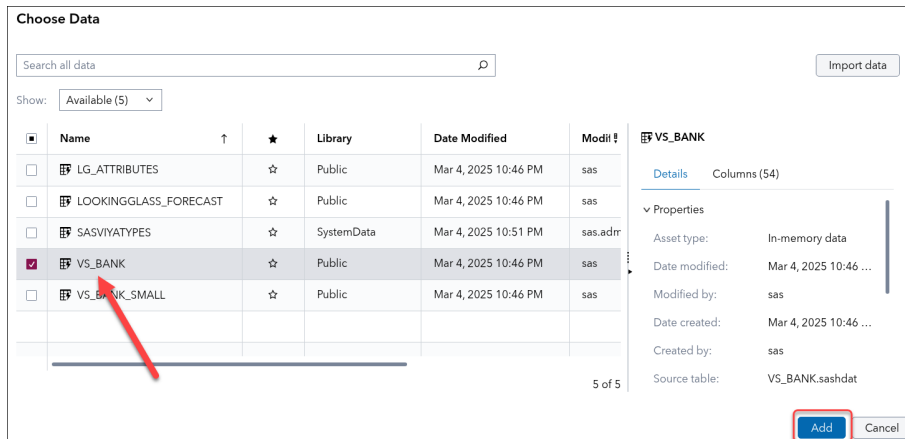 Choose Data
Search all data
Import data
Show: Available (5)
Name Library Date Modified Modif VS_BANK
LG_ATTRIBUTES Public Mar 4, 2025 10:46 PM sas Details Columns (54)
LOOKINGGLASS_FORECAST Public Mar 4, 2025 10:46 PM sas Properties
SASVIYATYPES SystemData Mar 4, 2025 10:51 PM sas.adm Asset type: In-memory data
VS_BANK Public Mar 4, 2025 10:46 PM sas Date modified: Mar 4, 2025 10:46 ...
VS_BANK_SMALL Public Mar 4, 2025 10:46 PM sas Modified by: sas
Date created: Mar 4, 2025 10:46 ...
Created by: sas
5 of 5 Source table: VS_BANK.sashdat
Add Cancel